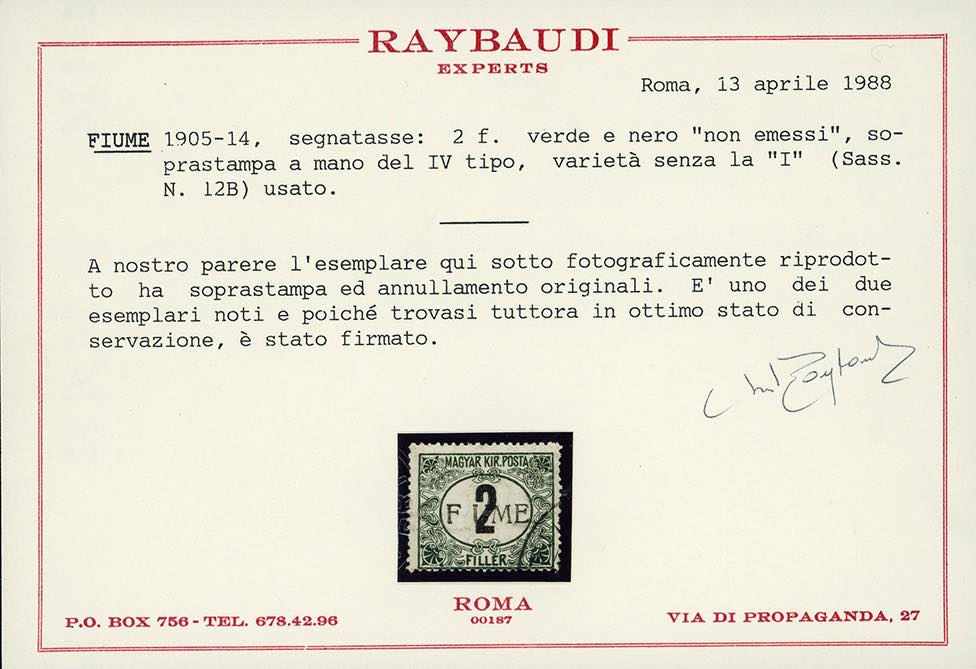 RAYBAUDI
EXPERTS
Roma, 13 aprile 1988
FIUME 1905-14, segnatasse: 2 f. verde e nero "non emessi", so-
prastampa a mano del IV tipo, varietà senza la "I" (Sass.
N. 12B) usato.
A nostro parere l'esemplare qui sotto fotograficamente riprodot-
to ha soprastampa ed annullamento originali. E' uno dei due
esemplari noti e poiché trovasi tuttora in ottimo stato di con-
servazione, è stato firmato.
MAGYAR KIR. POSTA
2
F UME
FILLER
ROMA
00187
P.O. BOX 756 - TEL. 678.42.96
VIA DI PROPAGANDA, 27